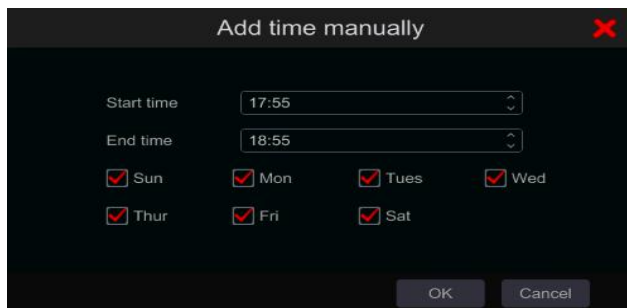 Add time manually
Start time 17:55
End time 18:55
Sun Mon Tues Wed
Thur Fri Sat
OK Cancel